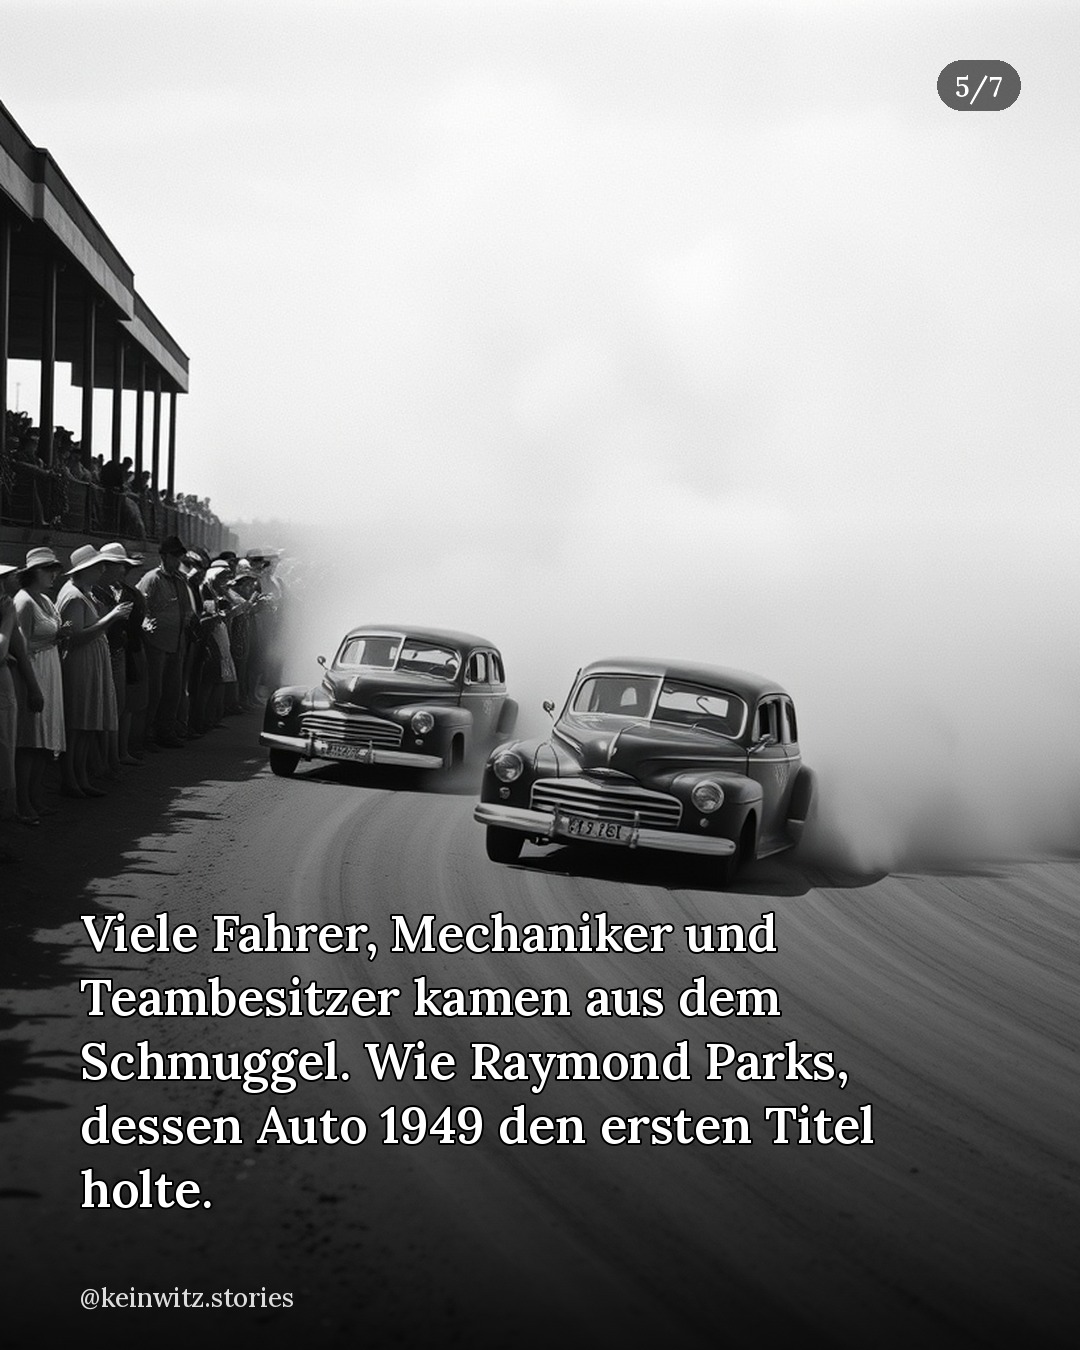 5/7
Viele Fahrer, Mechaniker und
Teambesitzer kamen aus dem
Schmuggel. Wie Raymond Parks,
dessen Auto 1949 den ersten Titel
holte.
@keinwitz.stories